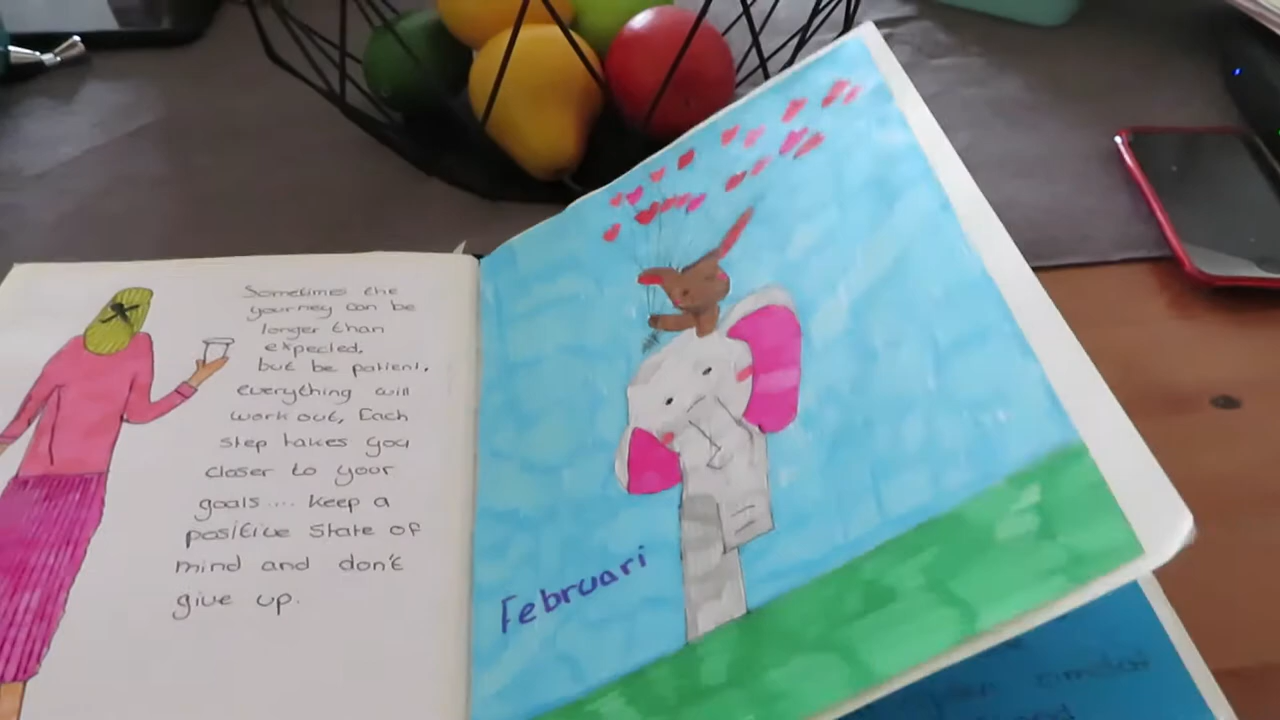 Sometimes the
yourney can be
longer than
expected,
but be patient,
everything will
work out, Each
step takes you
closer to your
goals.... keep a
positive state of
mind and don't
give up.
Februari